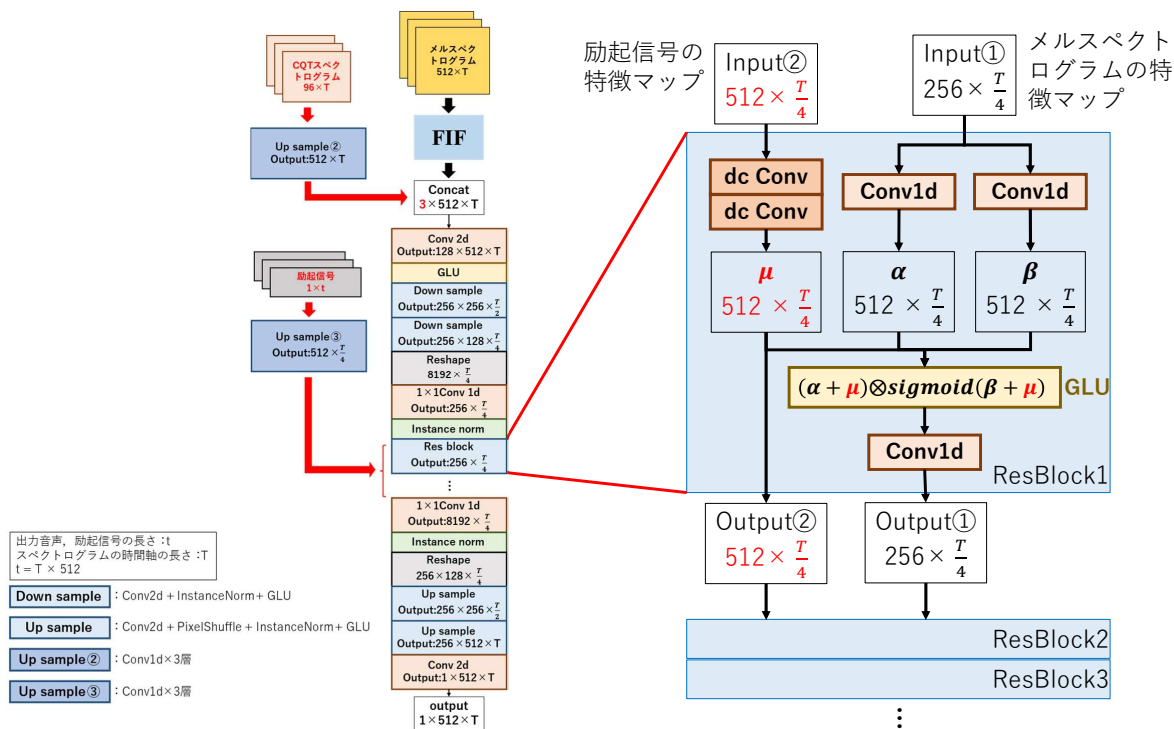 CQTスペク
トログラム
96×T
メルスペク
トログラム
512×T
Up sample②
Output:512×T
FIF
Concat
3×512×T
Conv 2d
Output:128×512×T
GLU
Down sample
Output:256×256×T/2
Down sample
Output:256×128×T/4
Reshape
8192×T/4
1×1Conv 1d
Output:256×T/4
Instance norm
Res block
Output:256×T/4
⋯
1×1Conv 1d
Output:8192×T/4
Instance norm
Reshape
256×128×T/4
Up sample
Output:256×256×T/2
Up sample
Output:256×512×T
Conv 2d
Output:1×512×T
output
1×512×T
励起信号
1×t
Up sample③
Output:512×T/4
出力音声，励起信号の長さ：t
スペクトログラムの時間軸の長さ：T
t = T × 512
Down sample：Conv2d + InstanceNorm+ GLU
Up sample：Conv2d + PixelShuffle + InstanceNorm+ GLU
Up sample②：Conv1d×3層
Up sample③：Conv1d×3層
励起信号の
特徴マップ
Input②
512× T/4
Input①
256× T/4
メルスペクト
ログラムの特
徴マップ
dc Conv
dc Conv
Conv1d
Conv1d
μ
512 × T/4
α
512 × T/4
β
512 × T/4
(α + μ)⊗sigmoid(β + μ) GLU
Conv1d
ResBlock1
Output②
512× T/4
Output①
256× T/4
ResBlock2
ResBlock3
⋮